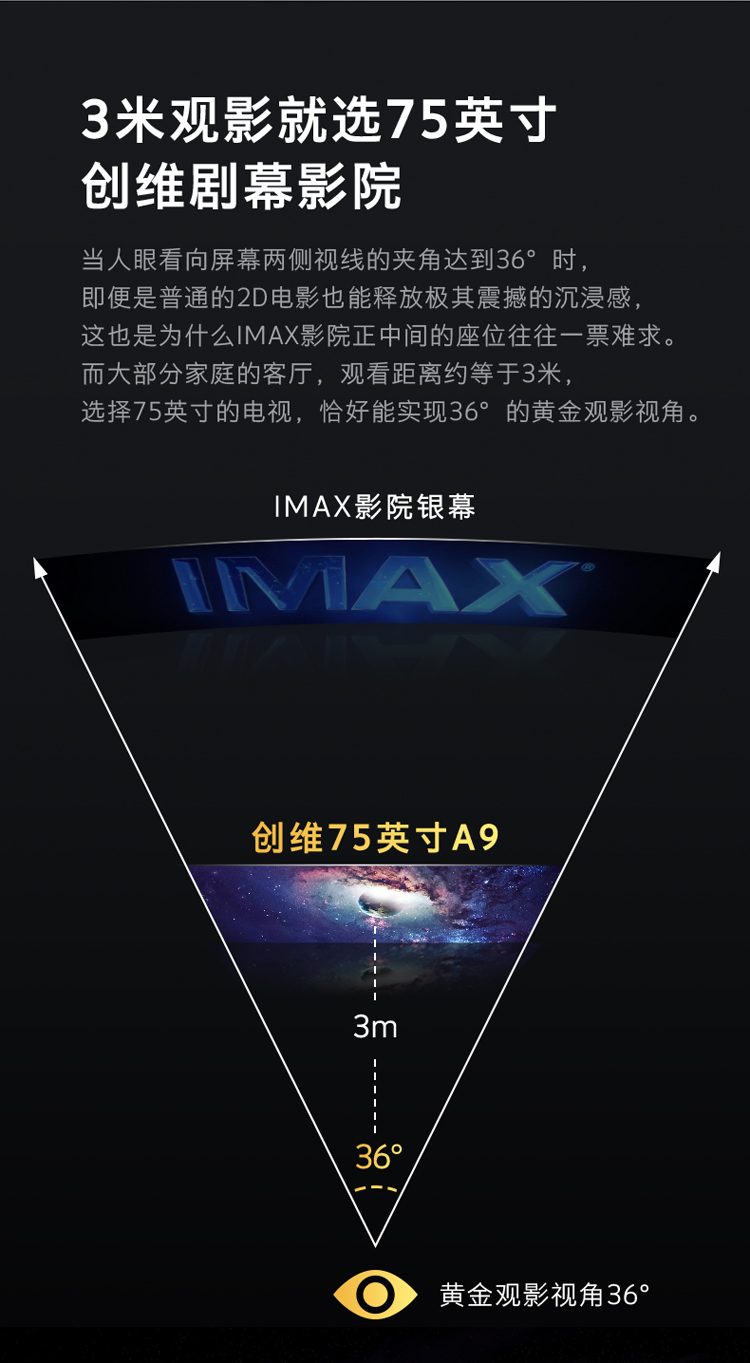 3米观影就选75英寸
创维剧幕影院
当人眼看向屏幕两侧视线的夹角达到36°时，
即便是普通的2D电影也能释放极其震撼的沉浸感，
这也是为什么IMAX影院正中间的座位往往一票难求。
而大部分家庭的客厅，观看距离约等于3米，
选择75英寸的电视，恰好能实现36°的黄金观影视角。
IMAX影院银幕
IMAX®
创维75英寸A9
3m
36°
黄金观影视角36°